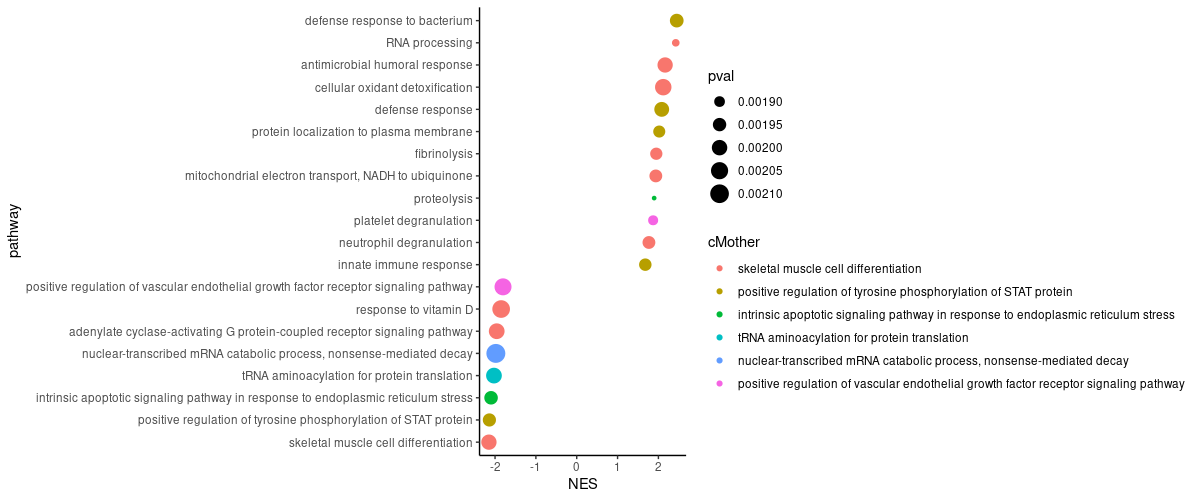 defense response to bacterium
RNA processing
antimicrobial humoral response
cellular oxidant detoxification
defense response
protein localization to plasma membrane
fibrinolysis
mitochondrial electron transport, NADH to ubiquinone
proteolysis
platelet degranulation
neutrophil degranulation
innate immune response
positive regulation of vascular endothelial growth factor receptor signaling pathway
response to vitamin D
adenylate cyclase-activating G protein-coupled receptor signaling pathway
nuclear-transcribed mRNA catabolic process, nonsense-mediated decay
tRNA aminoacylation for protein translation
intrinsic apoptotic signaling pathway in response to endoplasmic reticulum stress
positive regulation of tyrosine phosphorylation of STAT protein
skeletal muscle cell differentiation
pathway
-2 -1 0 1 2
NES
pval
0.00190
0.00195
0.00200
0.00205
0.00210
cMother
skeletal muscle cell differentiation
positive regulation of tyrosine phosphorylation of STAT protein
intrinsic apoptotic signaling pathway in response to endoplasmic reticulum stress
tRNA aminoacylation for protein translation
nuclear-transcribed mRNA catabolic process, nonsense-mediated decay
positive regulation of vascular endothelial growth factor receptor signaling pathway